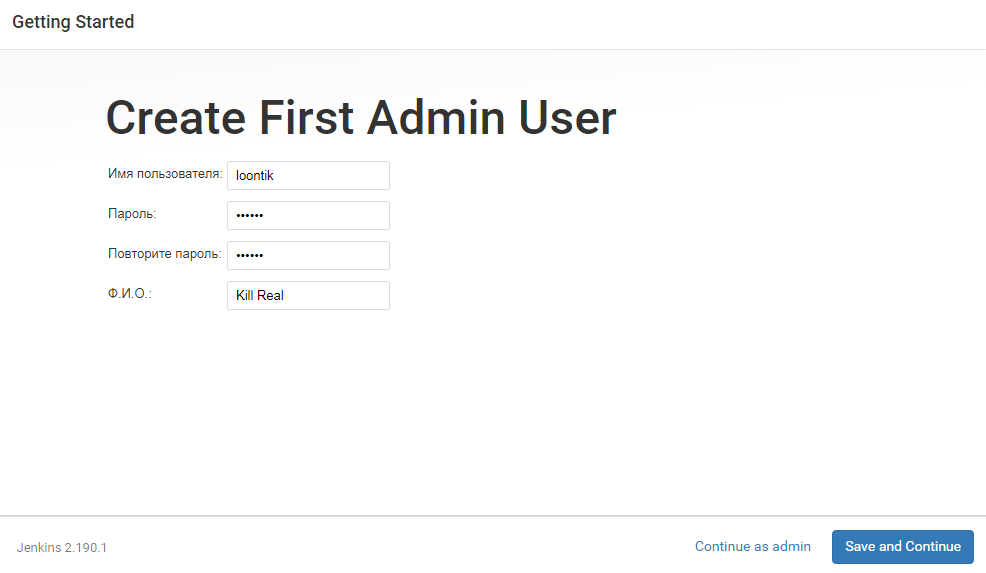 Getting Started
Create First Admin User
Имя пользователя: loontik
Пароль: ••••••
Повторите пароль: ••••••
Ф.И.О.: Kill Real
Jenkins 2.190.1 Continue as admin Save and Continue